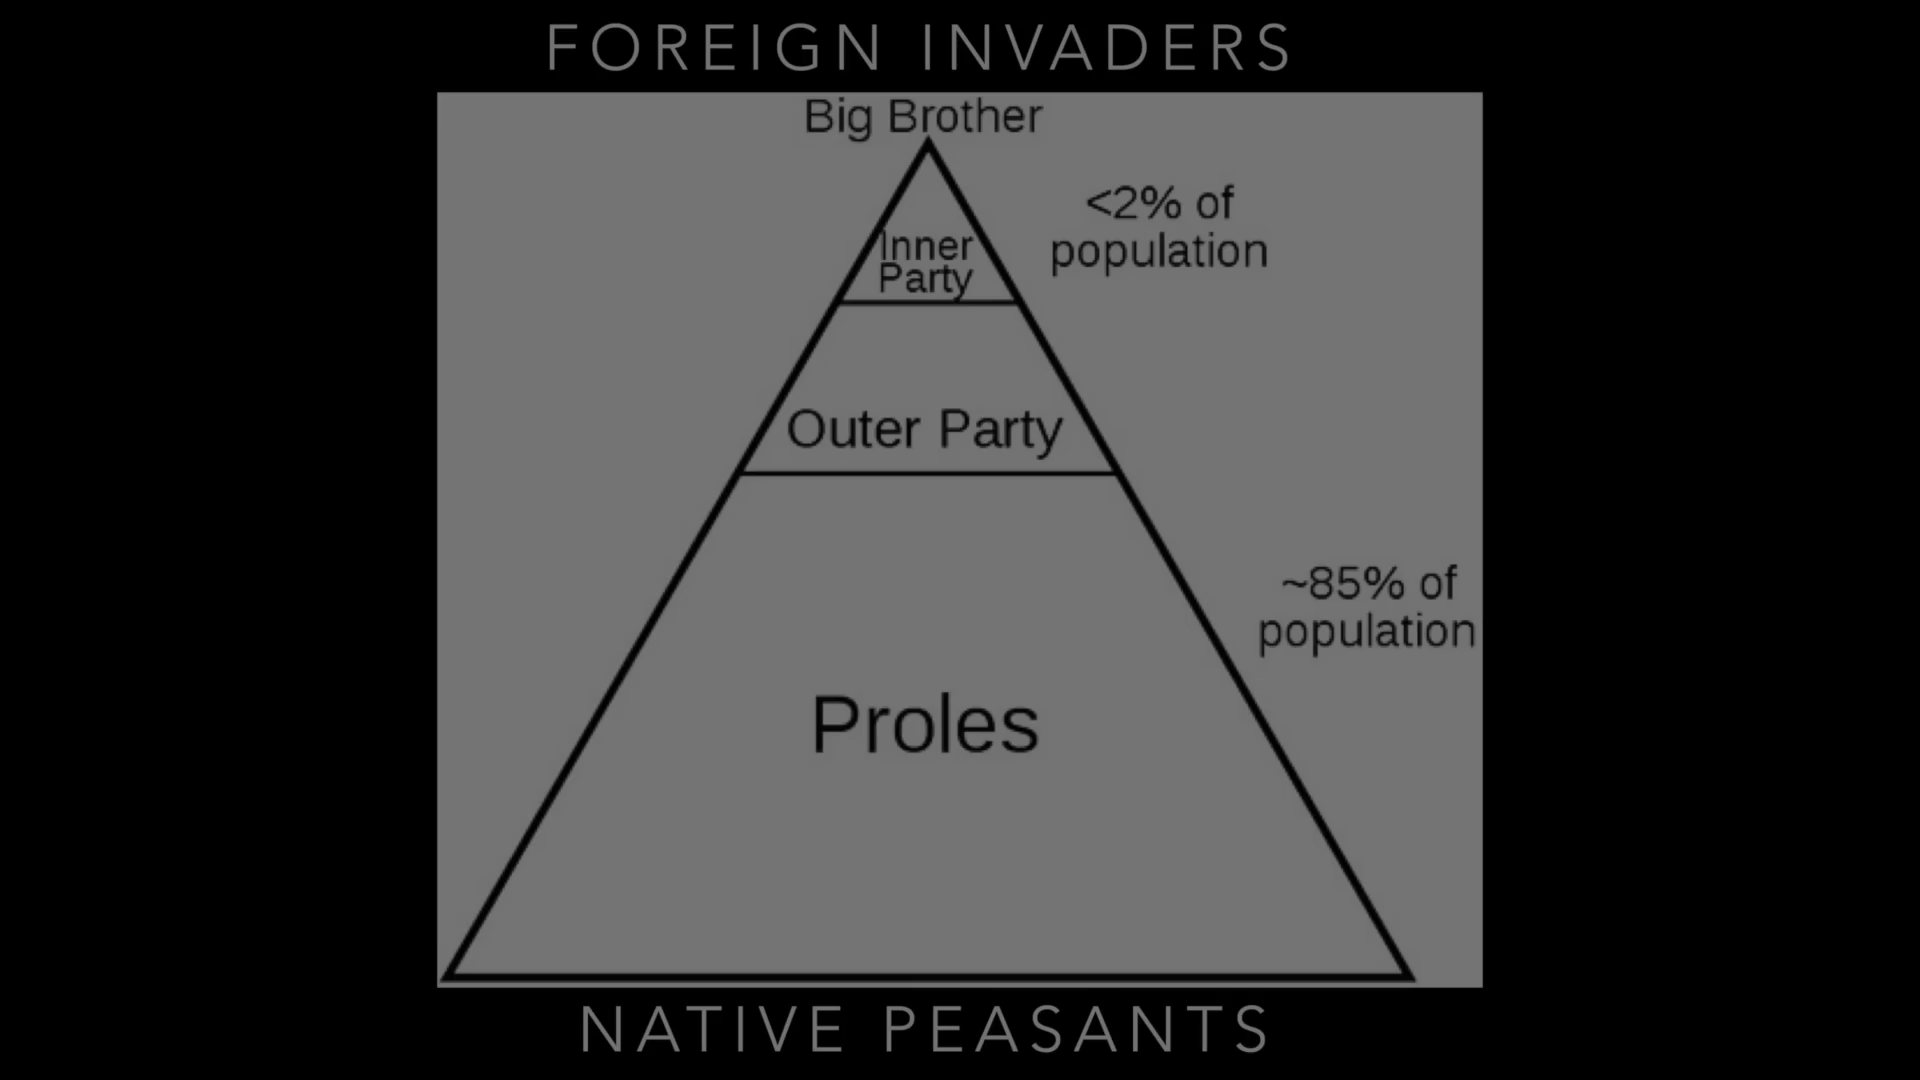 FOREIGN INVADERS
Big Brother
<2% of
population
Inner
Party
Outer Party
~85% of
population
Proles
NATIVE PEASANTS